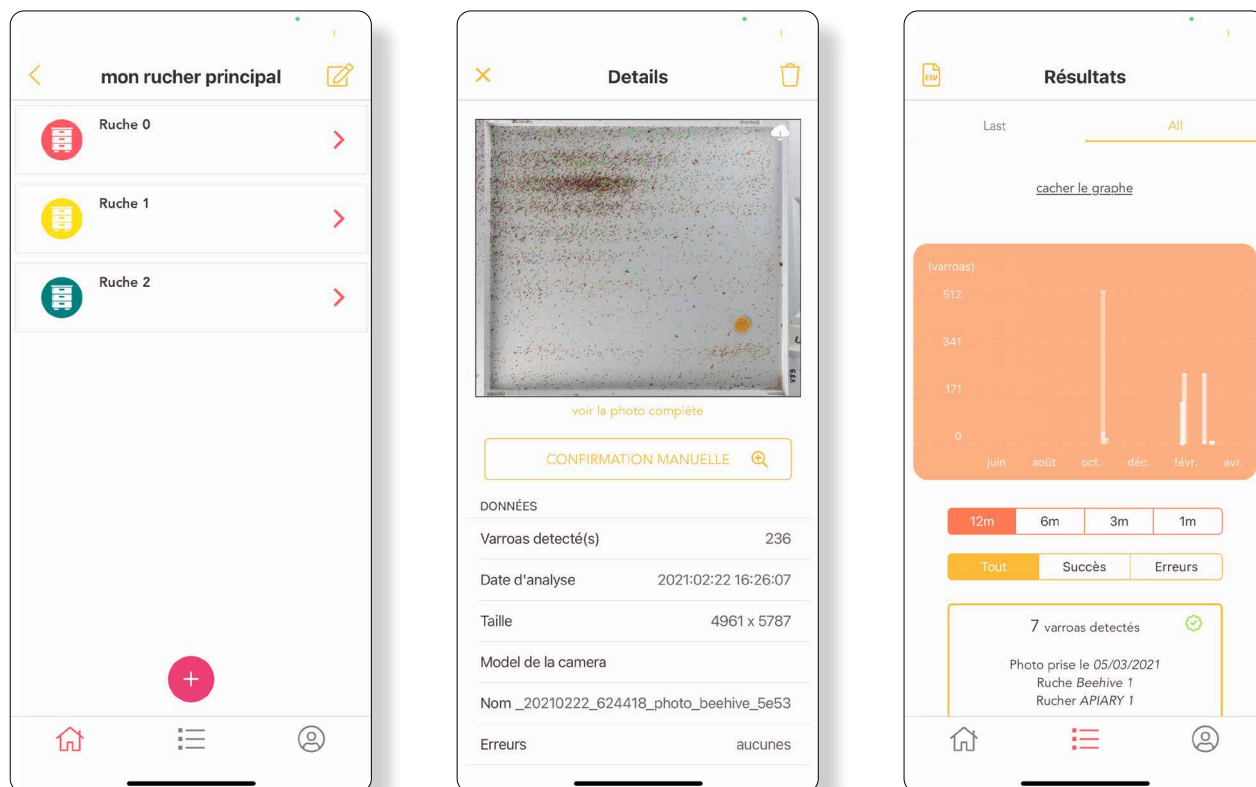 mon rucher principal
Ruche 0
Ruche 1
Ruche 2
+
Details
voir la photo complète
CONFIRMATION MANUELLE
DONNÉES
Varroas detecté(s) 236
Date d'analyse 2021:02:22 16:26:07
Taille 4961 x 5787
Model de la camera
Nom _20210222_624418_photo_beehive_5e53
Erreurs aucunes
CSV
Résultats
Last All
cacher le graphe
(varroas)
512
341
171
0
juin août oct. déc. févr. avr.
12m 6m 3m 1m
Tout Succès Erreurs
7 varroas detectés
Photo prise le 05/03/2021
Ruche Beehive 1
Rucher APIARY 1